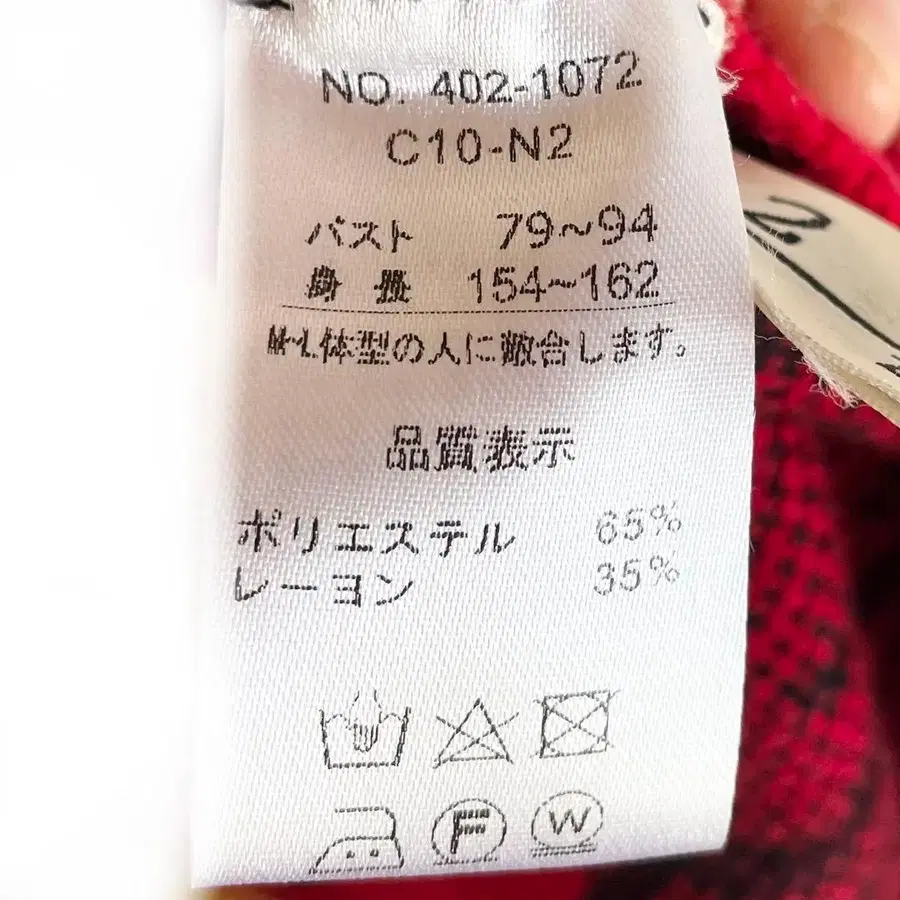 NO. 402-1072
C10-N2
バスト 79~94
身長 154~162
M~L体型の人に適合します。
品質表示
ポリエステル 65%
レーヨン 35%
F W
2.